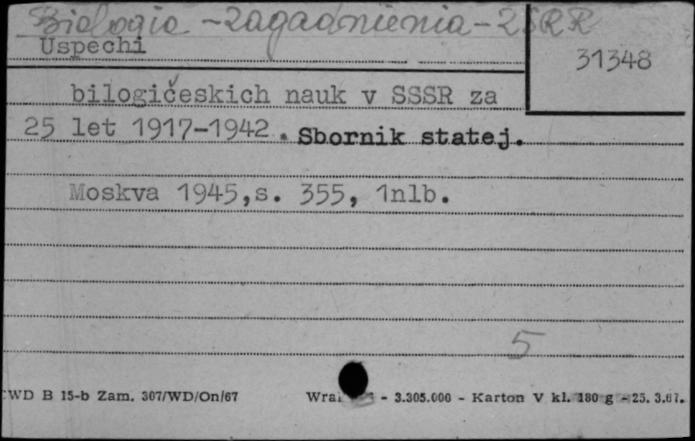 Biologia - zagadnienia - ZSRR
Uspechi
31348
bilogičeskich nauk v SSSR za
25 let 1917-1942. Sbornik statej.
Moskva 1945,s. 355, 1nlb.
5
WD B 15-b Zam. 307/WD/On/67 - 3.305.000 - Karton V kl. 180 g - 25. 3.67.